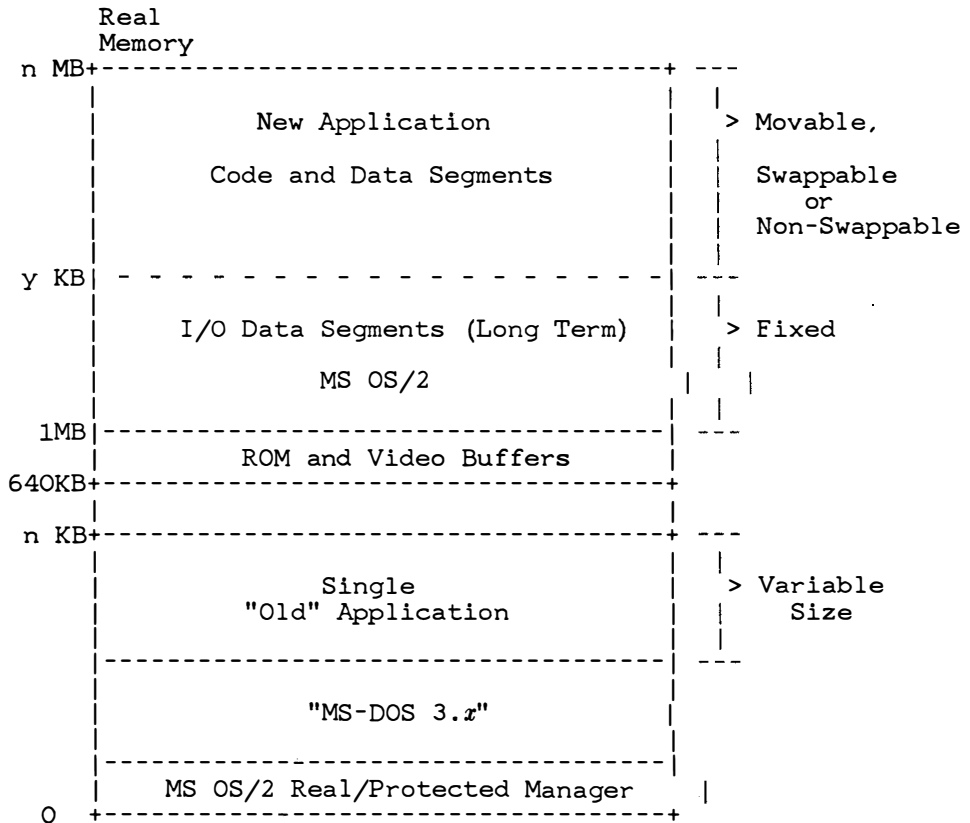 Real
Memory
n MB
New Application > Movable,
Code and Data Segments Swappable
or
Non-Swappable
y KB
I/O Data Segments (Long Term) > Fixed
MS OS/2
1MB
ROM and Video Buffers
640KB
n KB
Single > Variable
"Old" Application Size
"MS-DOS 3.x"
MS OS/2 Real/Protected Manager
0